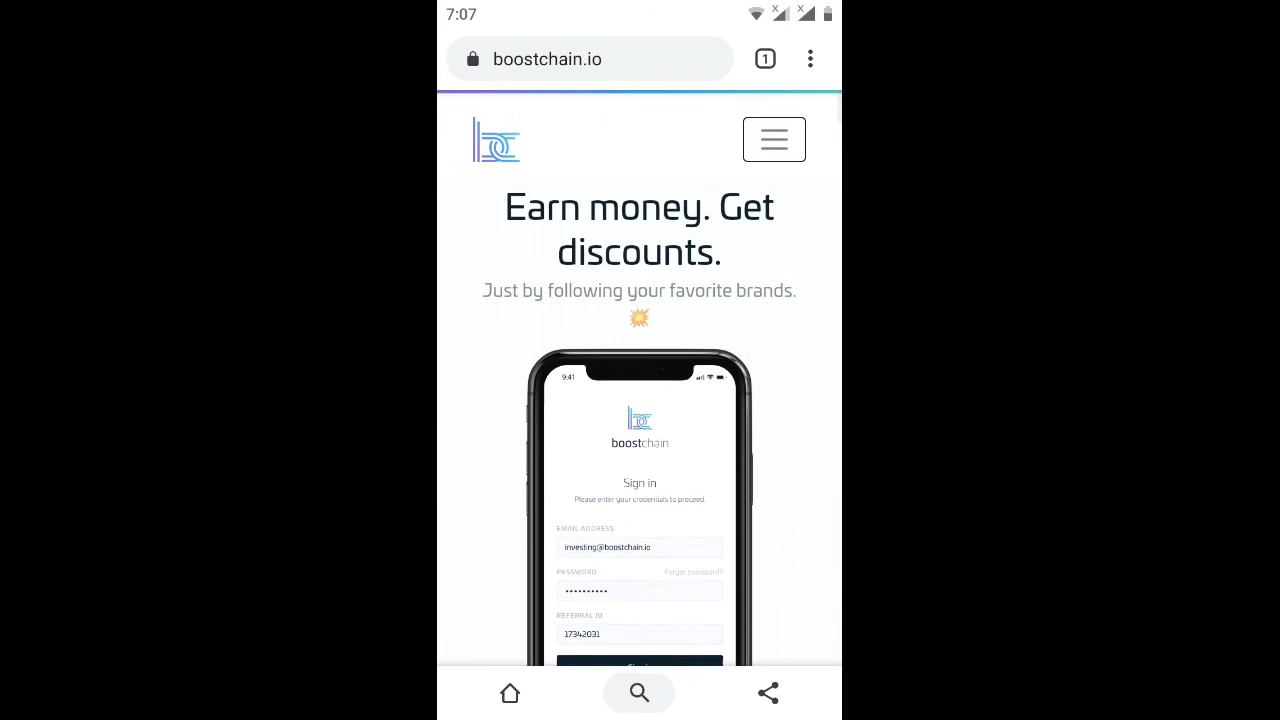 7:07
boostchain.io
1
Earn money. Get
discounts.
Just by following your favorite brands.
9:41
boostchain
Sign in
Please enter your credentials to proceed.
EMAIL ADDRESS
investing@boostchain.io
PASSWORD Forgot password?
••••••••••
REFERRAL ID
17342031